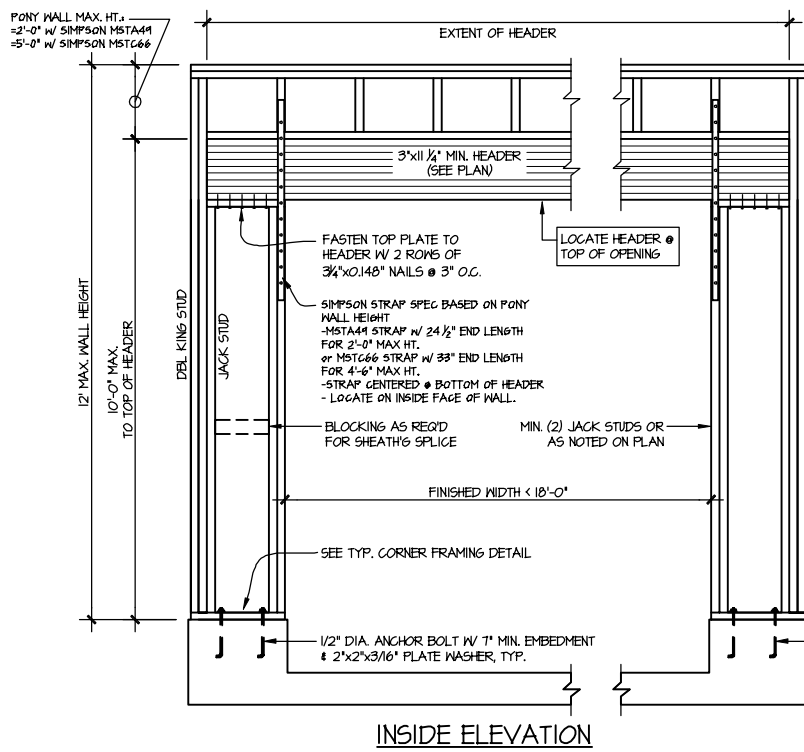 PONY WALL MAX. HT.:
=2'-0" W/ SIMPSON MSTA49
=5'-0" W/ SIMPSON MSTC66
EXTENT OF HEADER
3"x11 1/4" MIN. HEADER
(SEE PLAN)
FASTEN TOP PLATE TO
HEADER W/ 2 ROWS OF
3 1/4"x0.148" NAILS @ 3" O.C.
LOCATE HEADER @
TOP OF OPENING
SIMPSON STRAP SPEC BASED ON PONY
WALL HEIGHT
-MSTA49 STRAP W/ 24 1/2" END LENGTH
FOR 2'-0" MAX HT.
or MSTC66 STRAP W/ 33" END LENGTH
FOR 4'-6" MAX HT.
-STRAP CENTERED @ BOTTOM OF HEADER
- LOCATE ON INSIDE FACE OF WALL.
12' MAX. WALL HEIGHT
10'-0" MAX.
TO TOP OF HEADER
DBL KING STUD
JACK STUD
BLOCKING AS REQ'D
FOR SHEATH'G SPLICE
MIN. (2) JACK STUDS OR
AS NOTED ON PLAN
FINISHED WIDTH < 18'-0"
SEE TYP. CORNER FRAMING DETAIL
1/2" DIA. ANCHOR BOLT W/ 7" MIN. EMBEDMENT
& 2"x2"x3/16" PLATE WASHER, TYP.
INSIDE ELEVATION